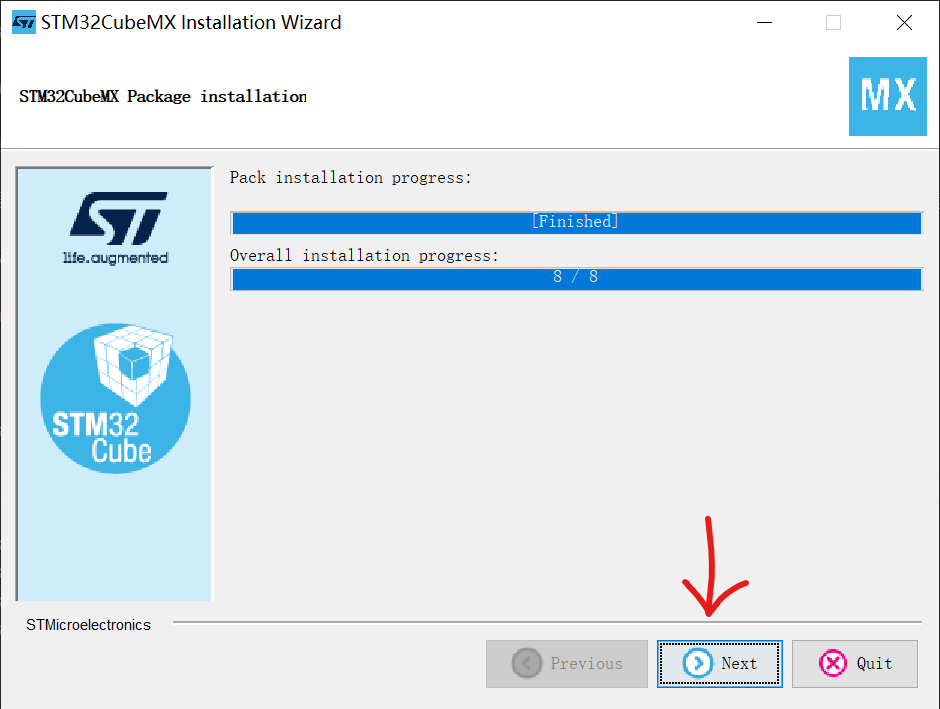 STM32CubeMX Installation Wizard
STM32CubeMX Package installation
MX
Pack installation progress:
[Finished]
Overall installation progress:
8 / 8
ST
life.augmented
STM32
Cube
STMicroelectronics
Previous
Next
Quit